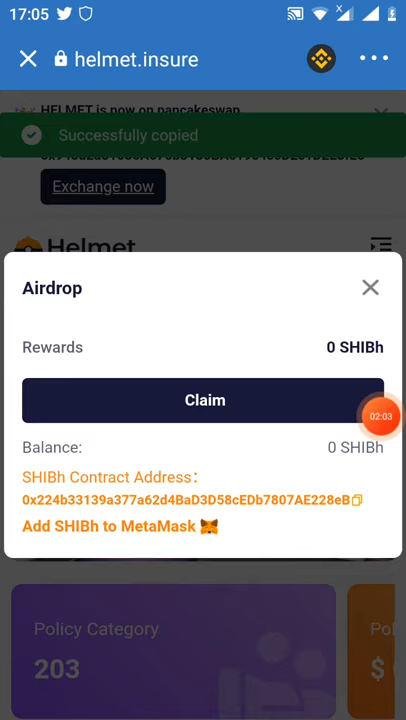 17:05
helmet.insure
HELMET is now on pancakeswap
Successfully copied
Exchange now
Helmet
Airdrop
Rewards
0 SHIBh
Claim
02:03
Balance:
0 SHIBh
SHIBh Contract Address：
0x224b33139a377a62d4BaD3D58cEDb7807AE228eB
Add SHIBh to MetaMask
Policy Category
Pol
203
$